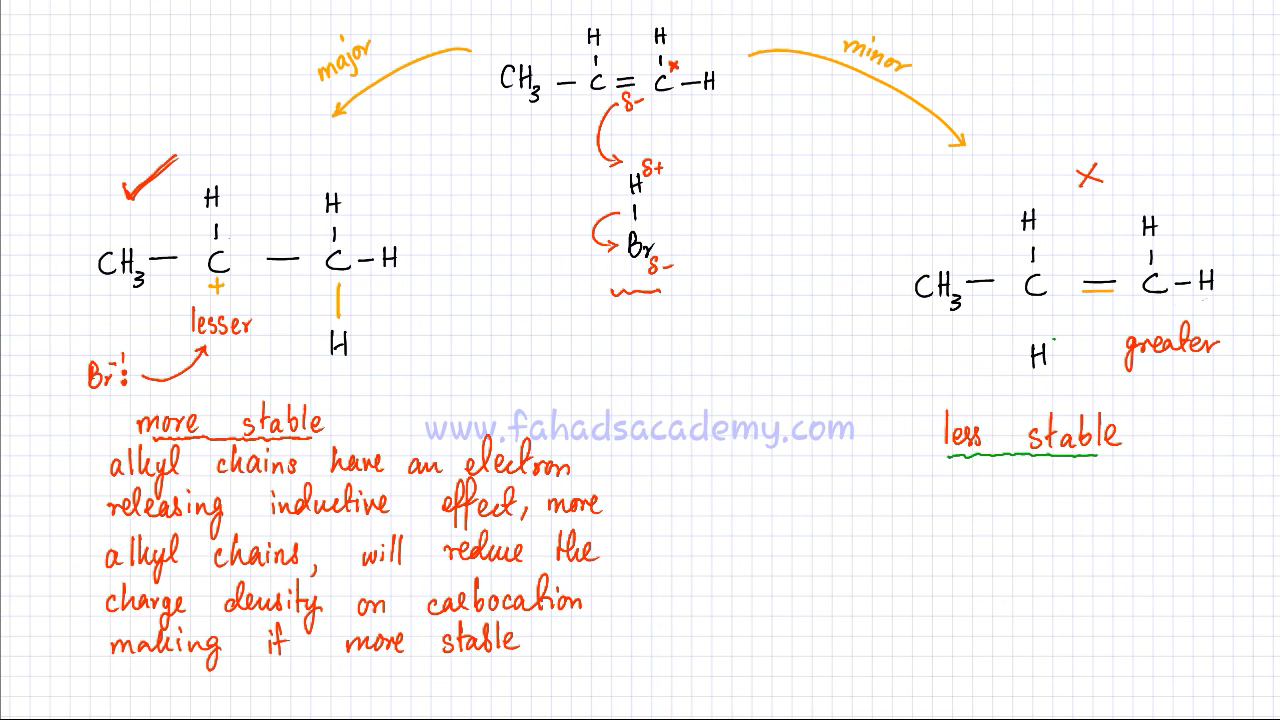 major
minor
H H
CH3 — C = C — H
δ-
δ+
H
Br
δ-
H H
CH3 — C — C — H
+
lesser
H
Br-1:
more stable
alkyl chains have an electron
releasing inductive effect, more
alkyl chains, will reduce the
charge density on carbocation
making it more stable
www.fahadsacademy.com
×
H H
CH3 — C = C — H
H
greater
less stable